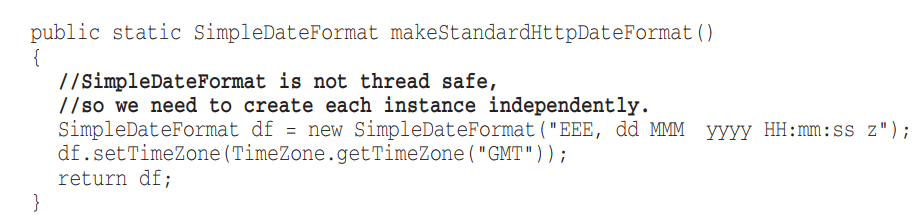 public static SimpleDateFormat makeStandardHttpDateFormat()
{
  //SimpleDateFormat is not thread safe,
  //so we need to create each instance independently.
  SimpleDateFormat df = new SimpleDateFormat("EEE, dd MMM  yyyy HH:mm:ss z");
  df.setTimeZone(TimeZone.getTimeZone("GMT"));
  return df;
}